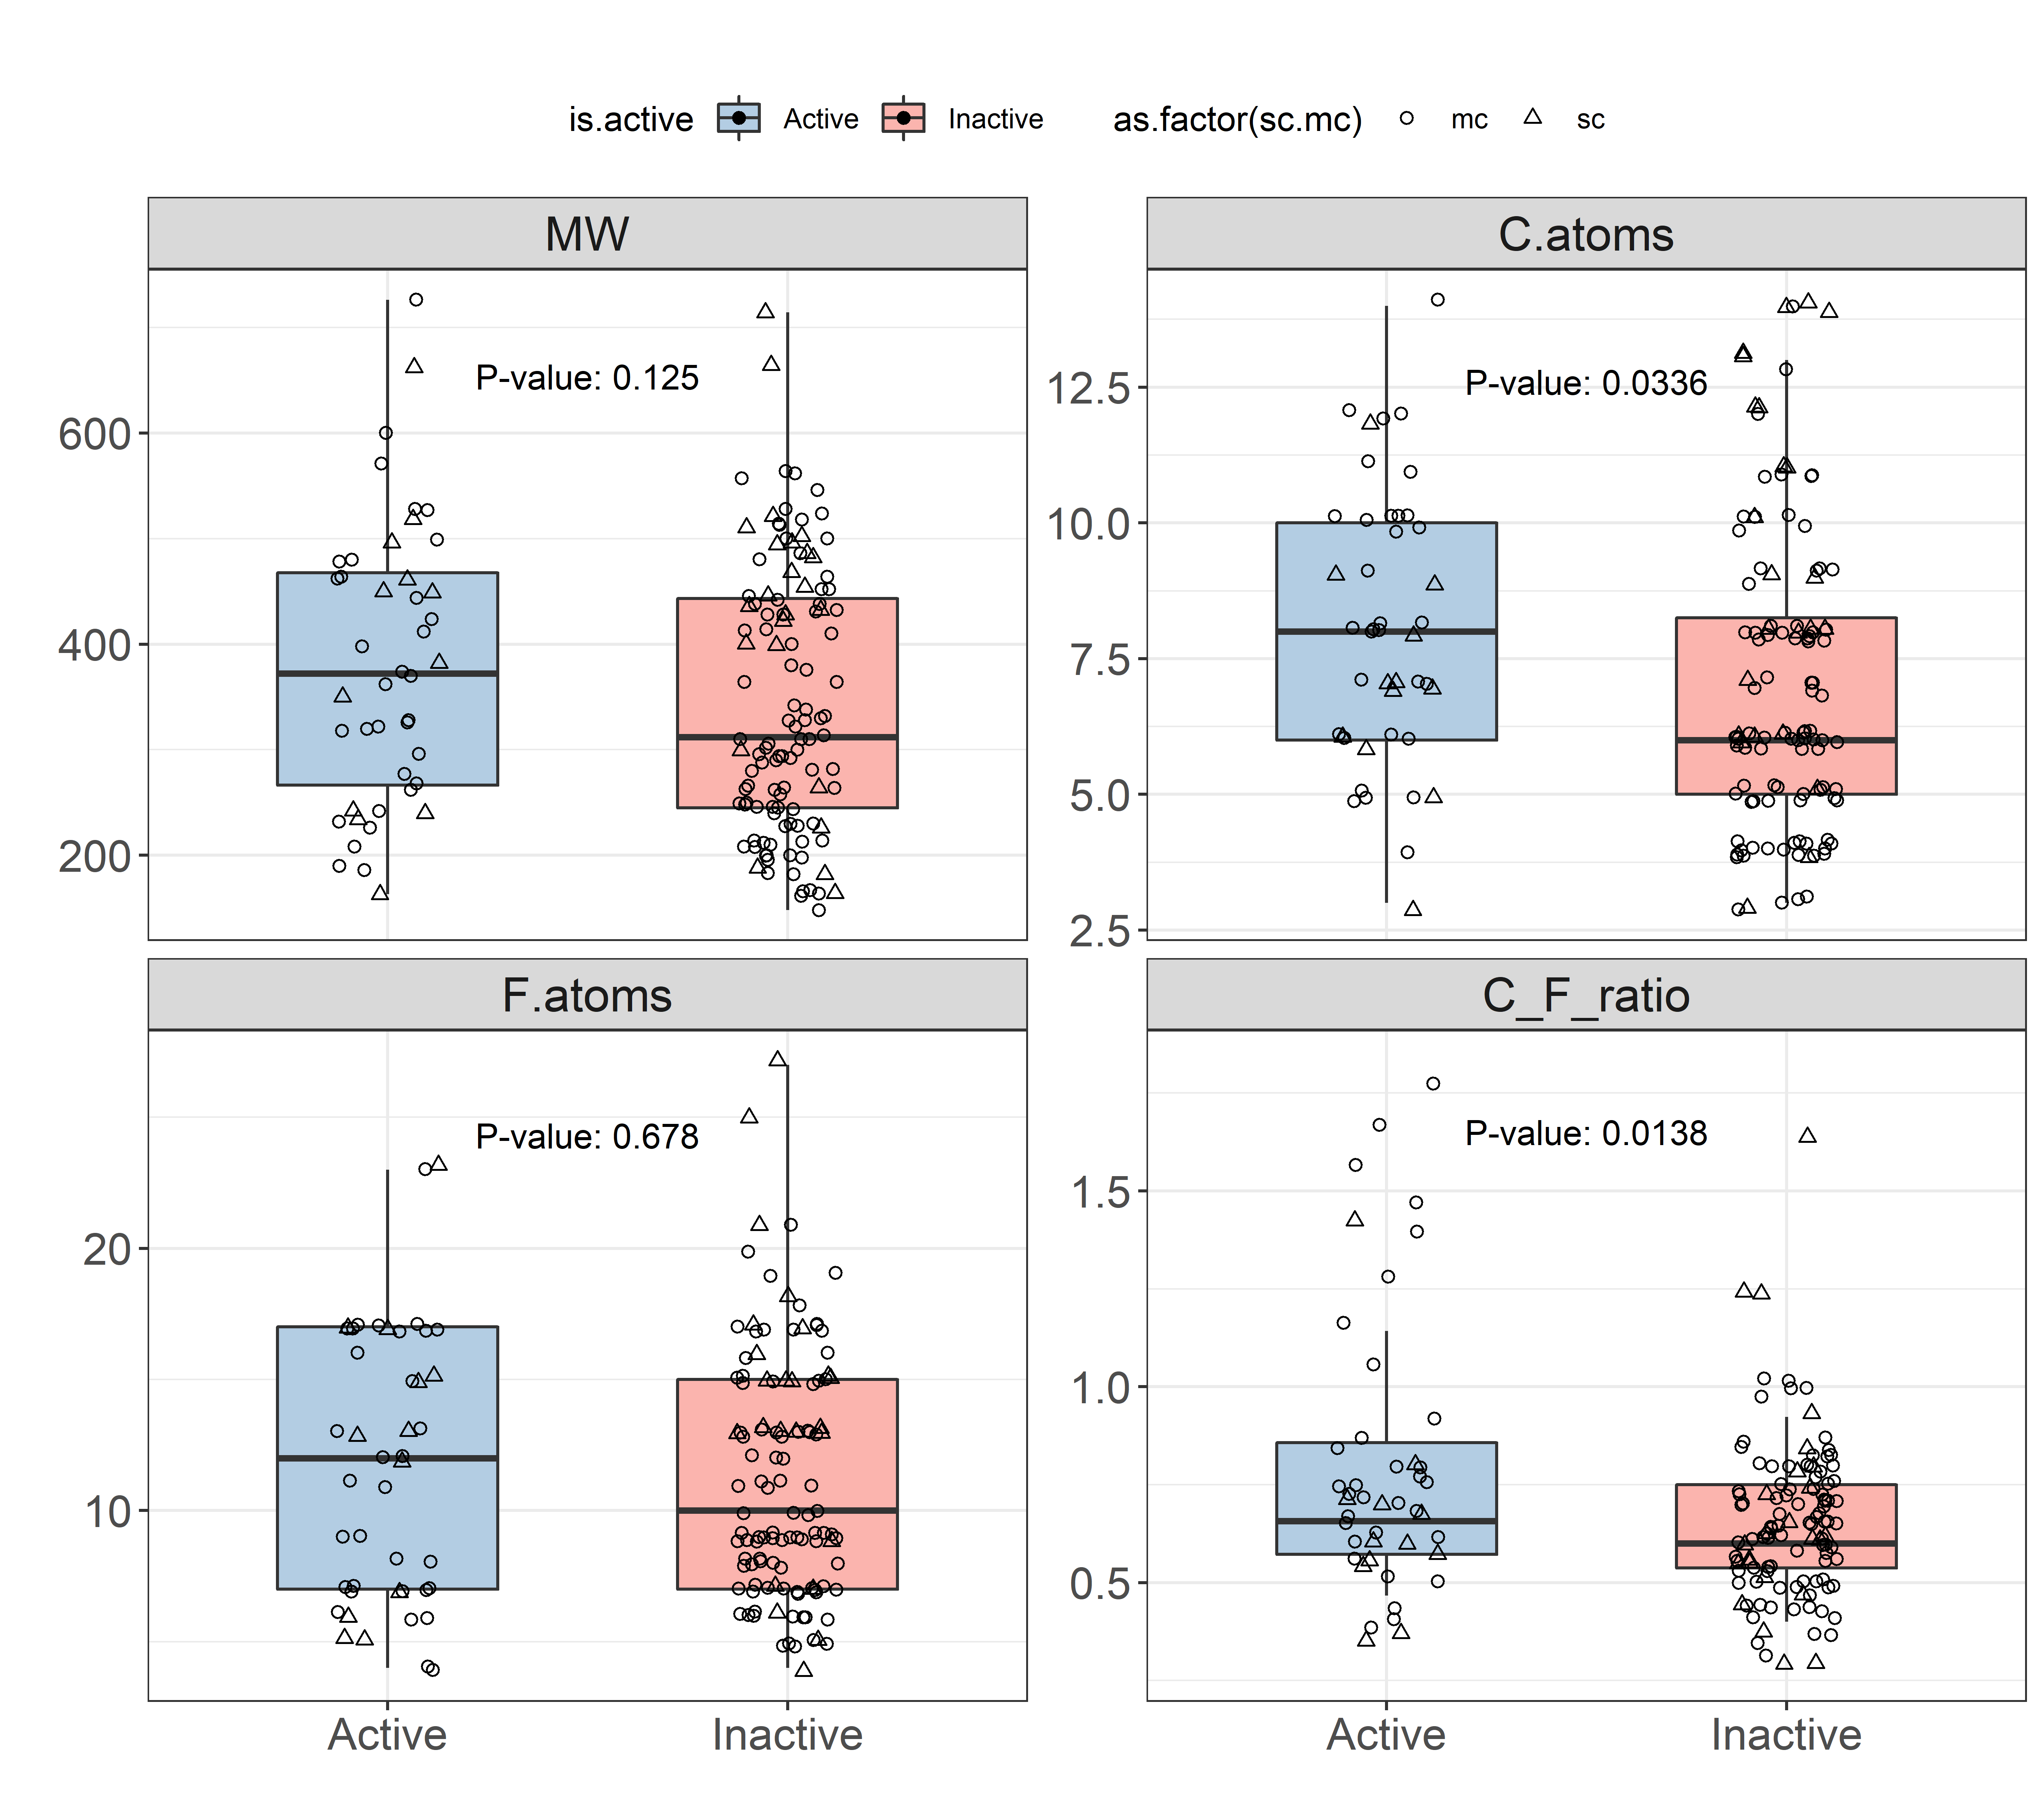 is.active Active Inactive as.factor(sc.mc) mc sc
MW
P-value: 0.125
600
400
200
C.atoms
P-value: 0.0336
12.5
10.0
7.5
5.0
2.5
F.atoms
P-value: 0.678
20
10
Active Inactive
C_F_ratio
P-value: 0.0138
1.5
1.0
0.5
Active Inactive